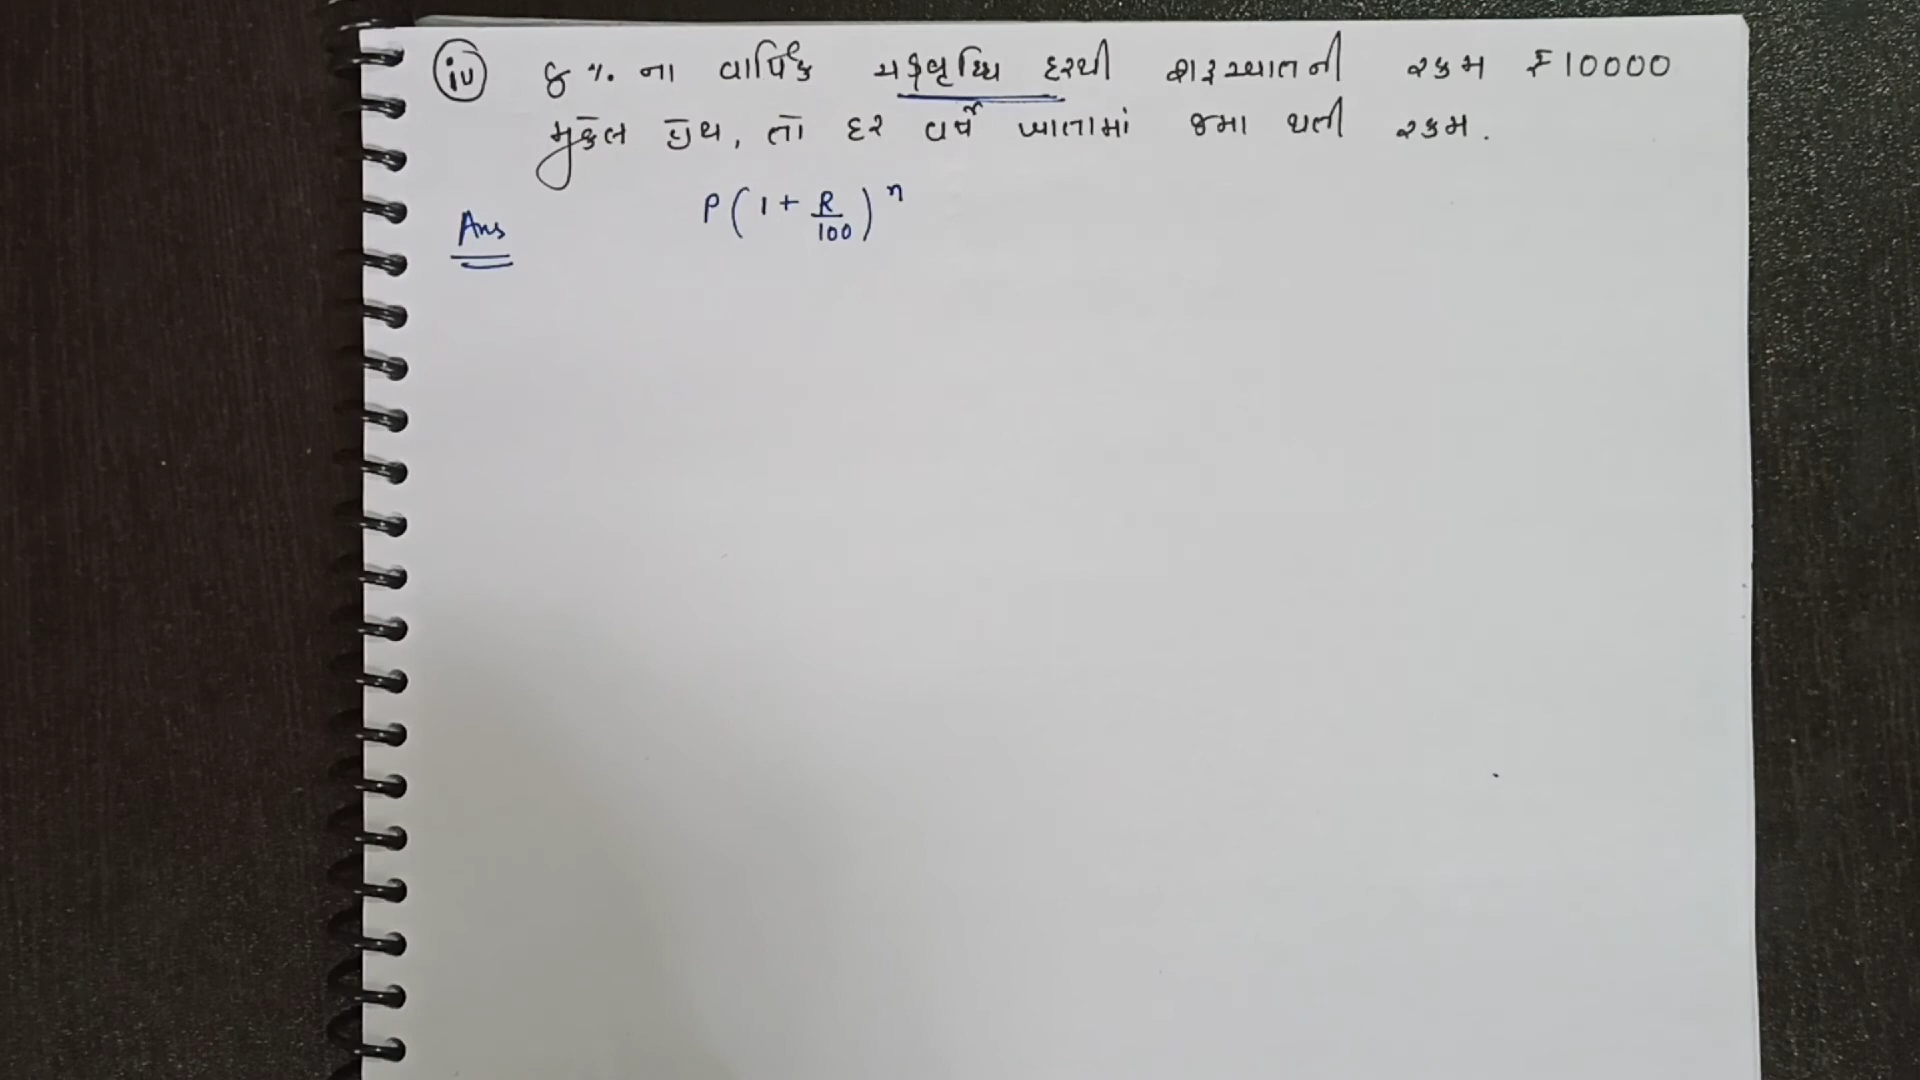 (iv) 8 % ના વાર્ષિક ચક્રવૃધ્ધિ દરથી શરૂઆતની રકમ ₹10000
મુકેલ હોય, તો દર વર્ષે ખાતામાં જમા થતી રકમ.
Ans P(1 + R/100)^n